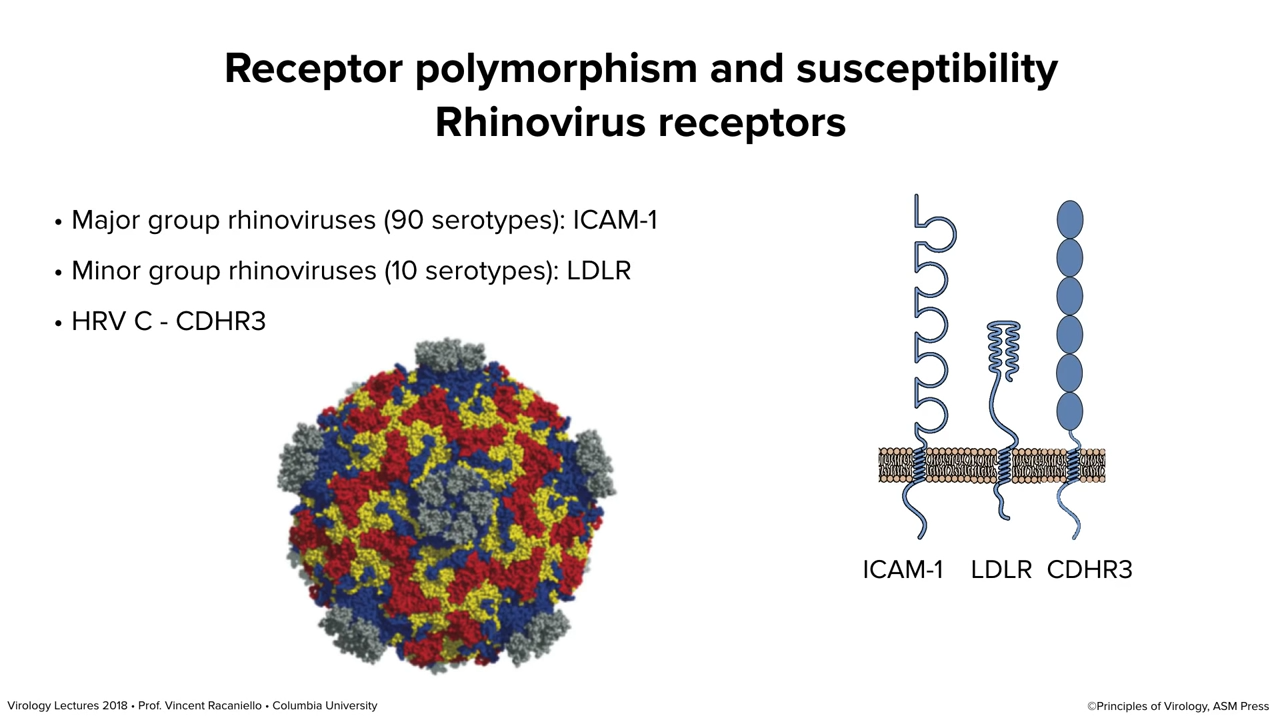 Receptor polymorphism and susceptibility
Rhinovirus receptors
• Major group rhinoviruses (90 serotypes): ICAM-1
• Minor group rhinoviruses (10 serotypes): LDLR
• HRV C - CDHR3
ICAM-1 LDLR CDHR3
Virology Lectures 2018 • Prof. Vincent Racaniello • Columbia University
©Principles of Virology, ASM Press